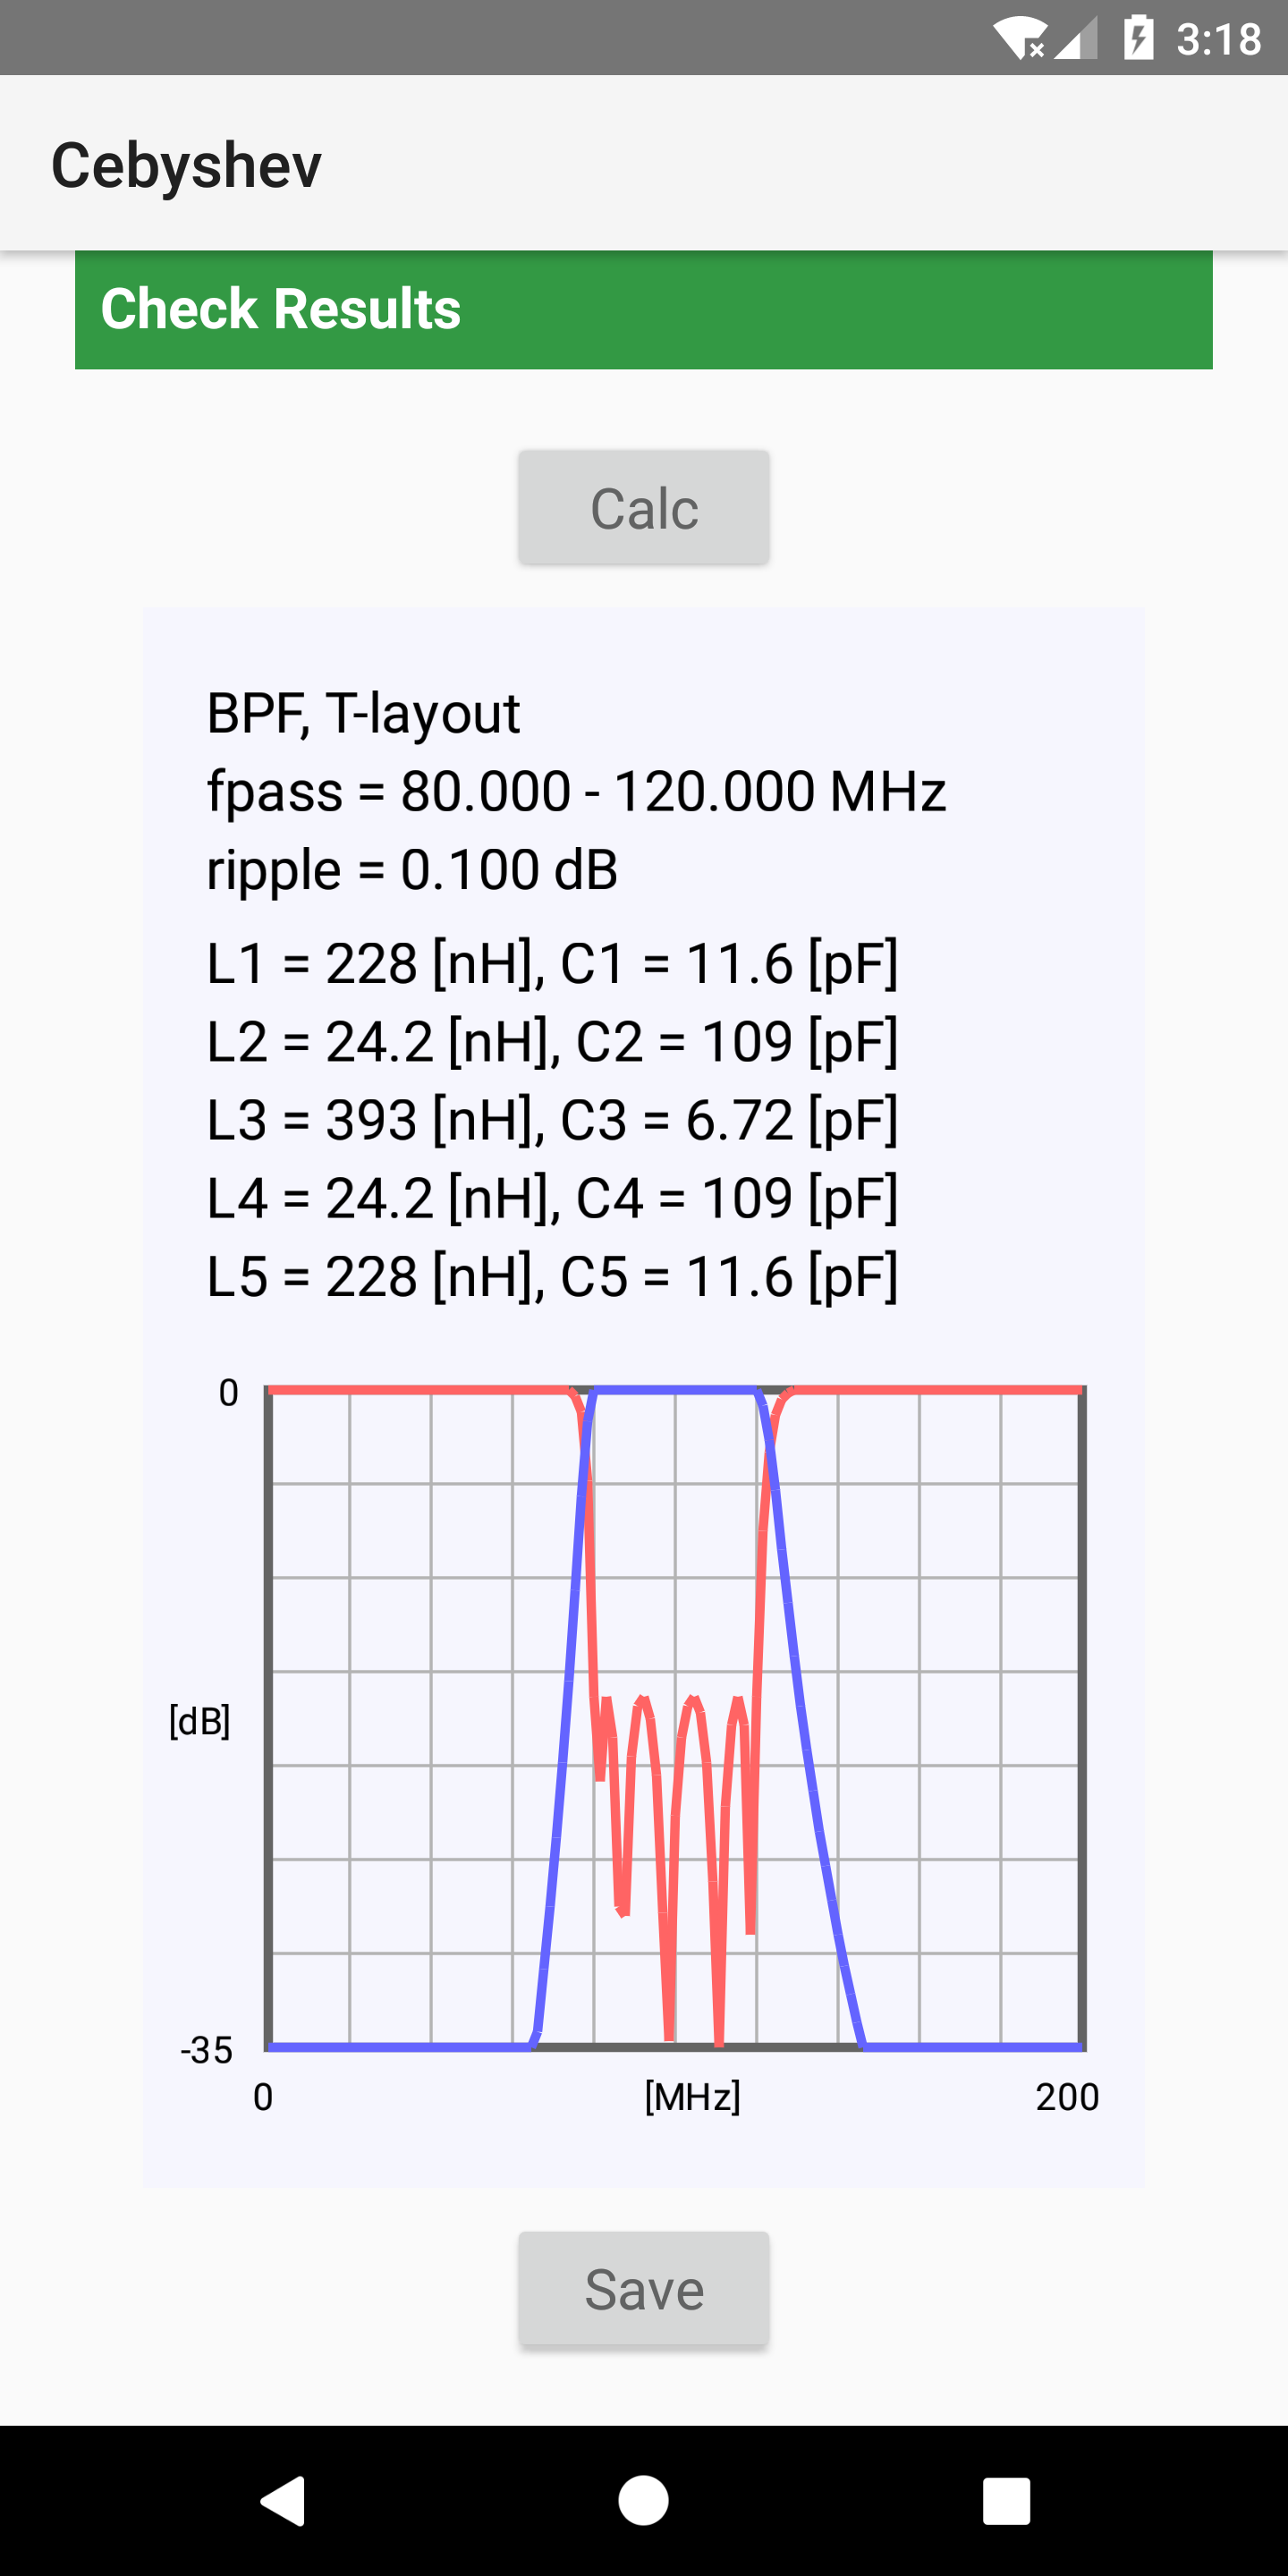 3:18
Cebyshev
Check Results
Calc
BPF, T-layout
fpass = 80.000 - 120.000 MHz
ripple = 0.100 dB
L1 = 228 [nH], C1 = 11.6 [pF]
L2 = 24.2 [nH], C2 = 109 [pF]
L3 = 393 [nH], C3 = 6.72 [pF]
L4 = 24.2 [nH], C4 = 109 [pF]
L5 = 228 [nH], C5 = 11.6 [pF]
0
[dB]
-35
0 [MHz] 200
Save